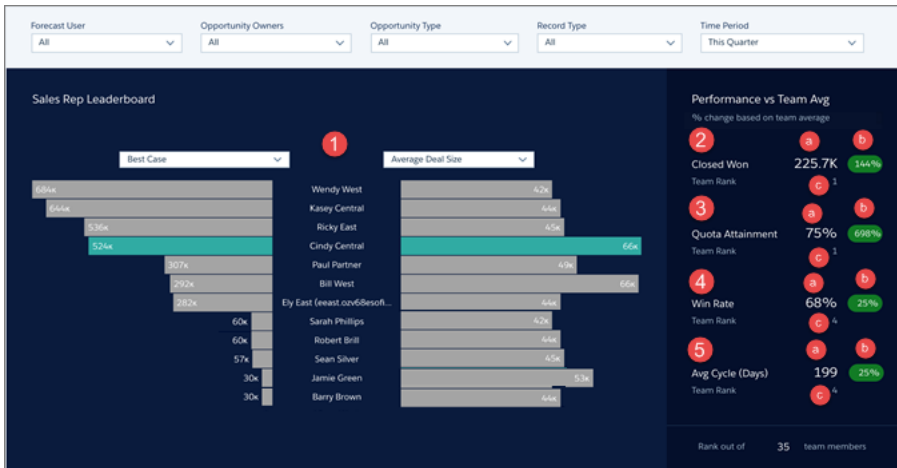 Forecast User Opportunity Owners Opportunity Type Record Type Time Period
All All All All This Quarter
Sales Rep Leaderboard
1
Best Case Average Deal Size
684K Wendy West 42K
644K Kasey Central 44K
536K Ricky East 45K
524K Cindy Central 66K
307K Paul Partner 49K
292K Bill West 66K
282K Ely East (eeast.ozv68esofi... 44K
60K Sarah Phillips 42K
60K Robert Brill 44K
57K Sean Silver 45K
30K Jamie Green 53K
30K Barry Brown 44K
Performance vs Team Avg
% change based on team average
2 a b
Closed Won 225.7K 144%
Team Rank c 1
3 a b
Quota Attainment 75% 698%
Team Rank c 1
4 a b
Win Rate 68% 25%
Team Rank c 4
5 a b
Avg Cycle (Days) 199 25%
Team Rank c 4
Rank out of 35 team members